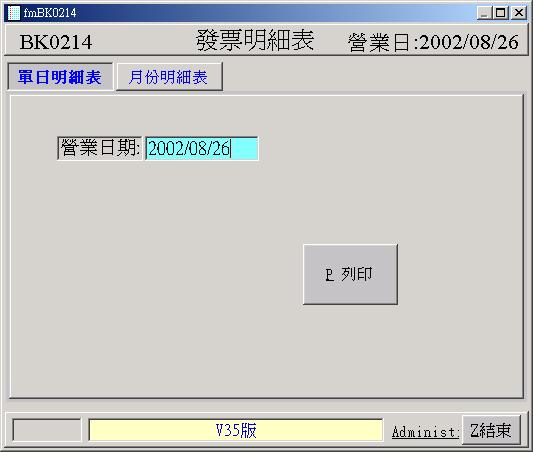 fmBK0214
BK0214 發票明細表 營業日:2002/08/26
單日明細表 月份明細表
營業日期: 2002/08/26
P 列印
V35版 Administ: Z結束